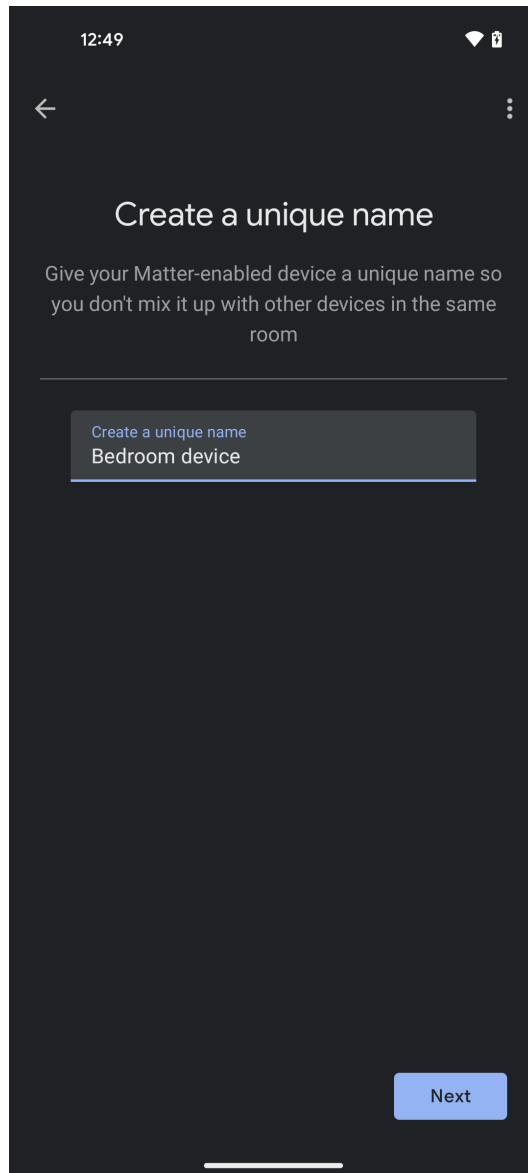 12:49
Create a unique name
Give your Matter-enabled device a unique name so
you don't mix it up with other devices in the same
room
Create a unique name
Bedroom device
Next